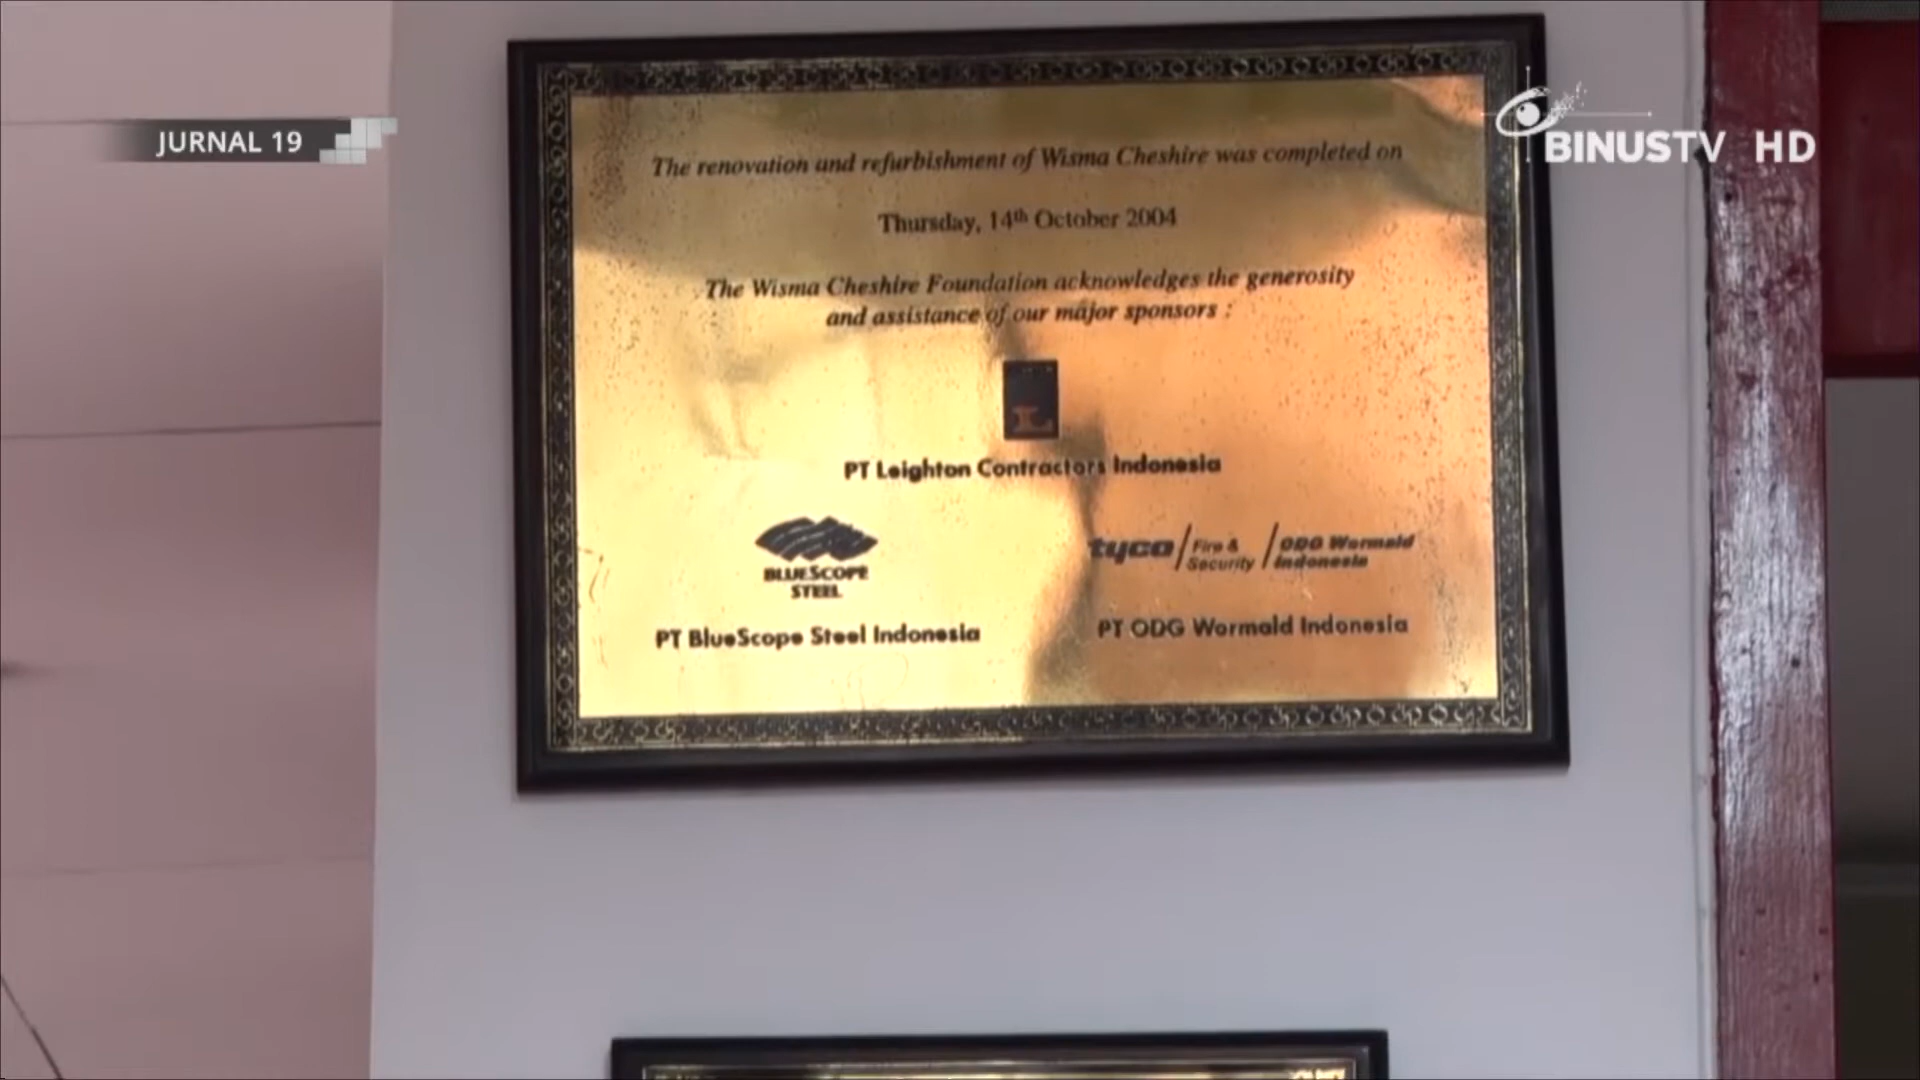 JURNAL 19
BINUSTV HD
The renovation and refurbishment of Wisma Cheshire was completed on
Thursday, 14th October 2004
The Wisma Cheshire Foundation acknowledges the generosity
and assistance of our major sponsors :
L
PT Leighton Contractors Indonesia
BLUESCOPE
STEEL
tyco / Fire & Security / ODG Wormald Indonesia
PT BlueScope Steel Indonesia
PT ODG Wormald Indonesia